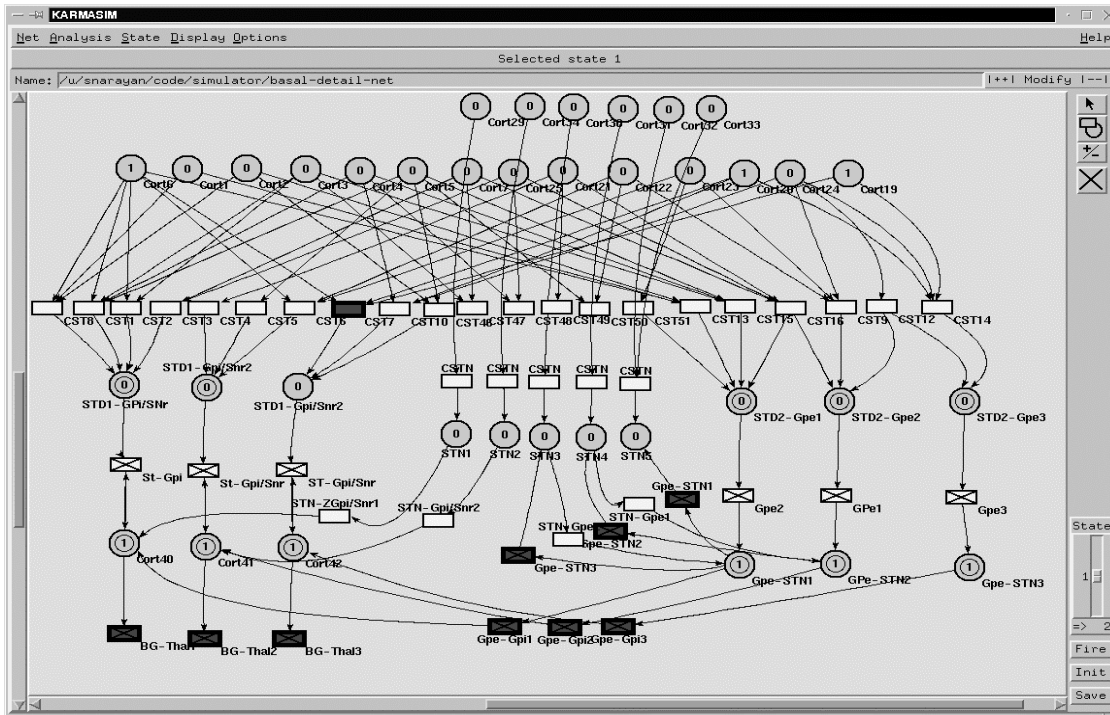 KARMASIM
Net Analysis State Display Options Help
Selected state 1
Name: /u/snarayan/code/simulator/basal-detail-net |++| Modify |--|
0 0 0 0 0 0
Cort29 Cort34 Cort30 Cort31 Cort32 Cort33
1 0 0 0 0 0 0 0 0 0 0 1 0 1
Cort6 Cort1 Cort2 Cort3 Cort4 Cort5 Cort7 Cort25 Cort21 Cort22 Cort23 Cort20 Cort24 Cort19
CST8 CST1 CST2 CST3 CST4 CST5 CST6 CST7 CST10 CST46 CST47 CST48 CST49 CST50 CST51 CST13 CST15 CST16 CST9 CST12 CST14
STD1-Gpi/Snr2 CSTN CSTN CSTN CSTN CSTN
0 0 0 0 0 0
STD1-GPi/SNr STD1-Gpi/Snr2 STD2-Gpe1 STD2-Gpe2 STD2-Gpe3
0 0 0 0 0
STN1 STN2 STN3 STN4 STN5
St-Gpi ST-Gpi/Snr ST-Gpi/Snr Gpe-STN1
STN-ZGpi/Snr1 STN-Gpi/Snr2 STN-Gpe1 Gpe2 GPe1 Gpe3
STN-Gpe Gpe-STN2
1 1 1
Cort40 Cort41 Cort42 Gpe-STN3
1 1 1
Gpe-STN1 GPe-STN2 Gpe-STN3
BG-Thal1 BG-Thal2 BG-Thal3 Gpe-Gpi1 Gpe-Gpi2 Gpe-Gpi3
State
1
=> 2
Fire
Init
Save